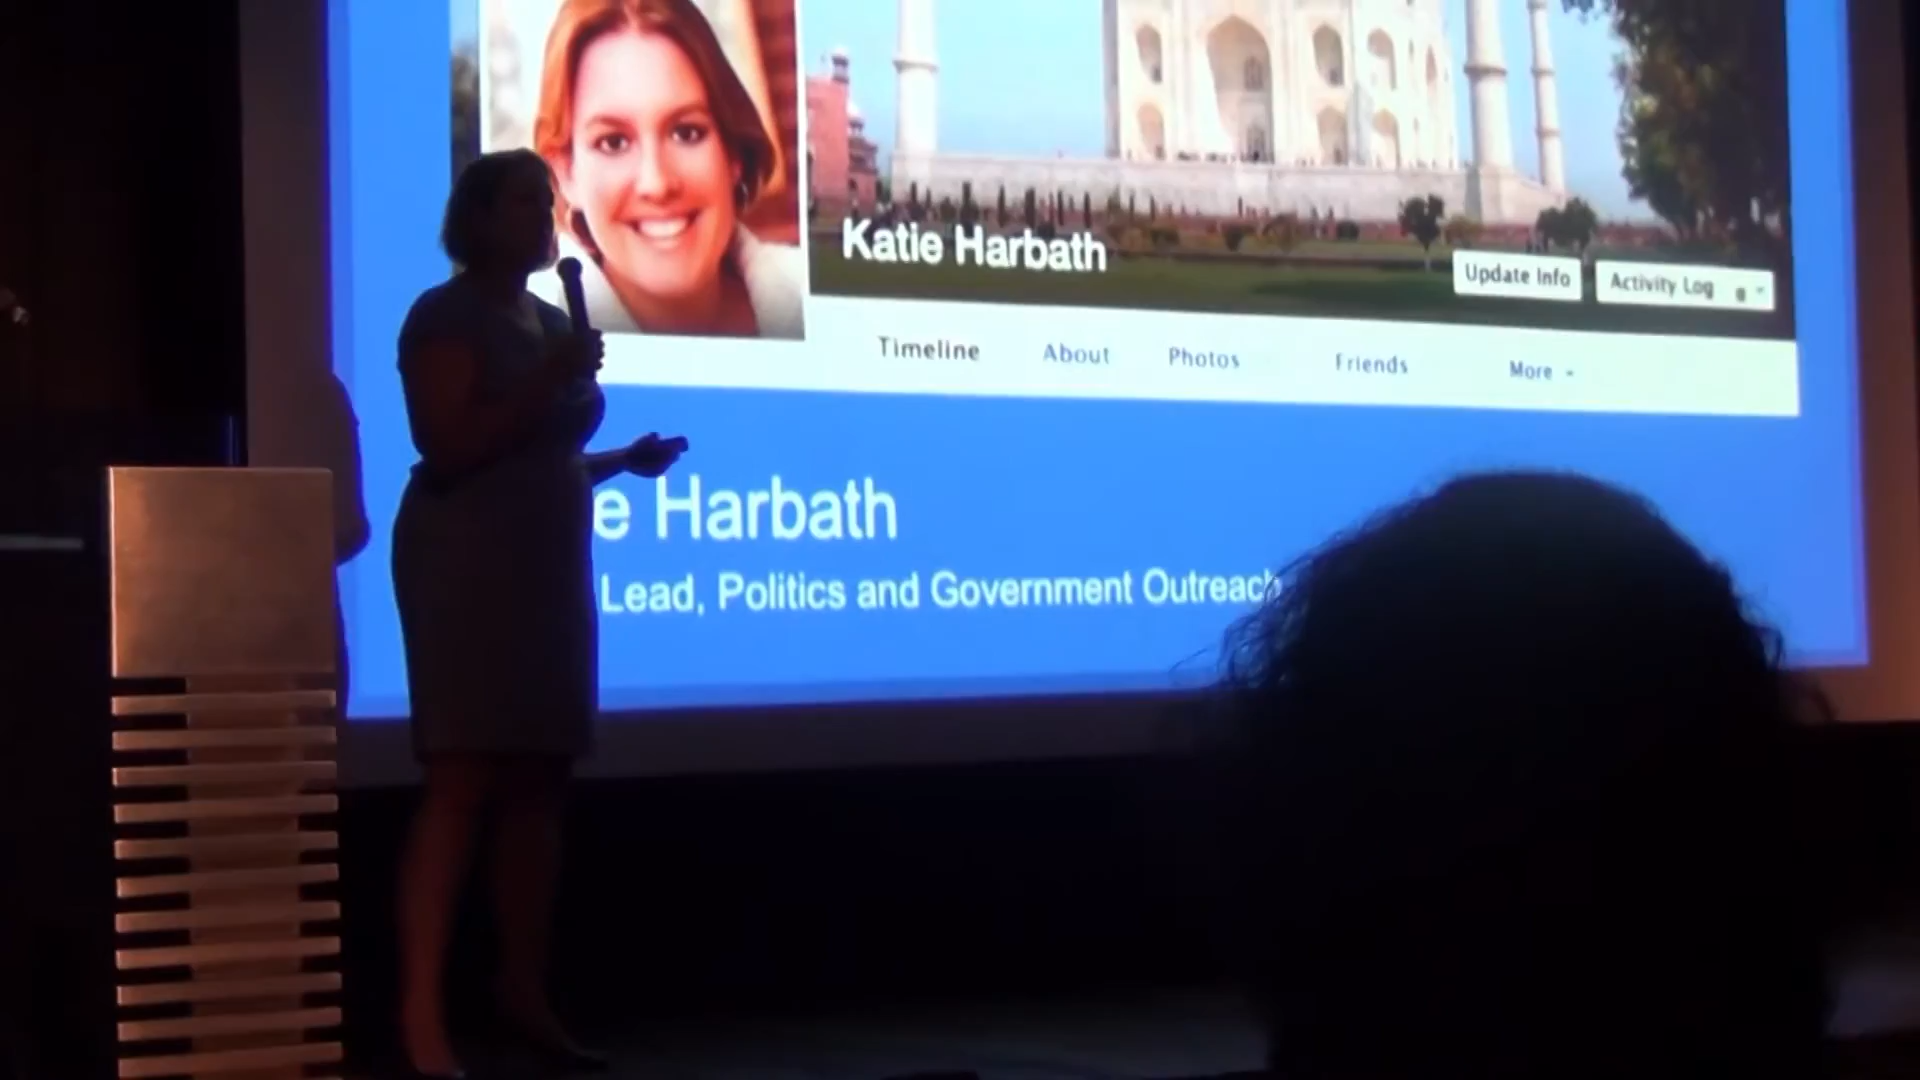 Katie Harbath
Update Info
Activity Log
Timeline About Photos Friends More
e Harbath
Lead, Politics and Government Outreach